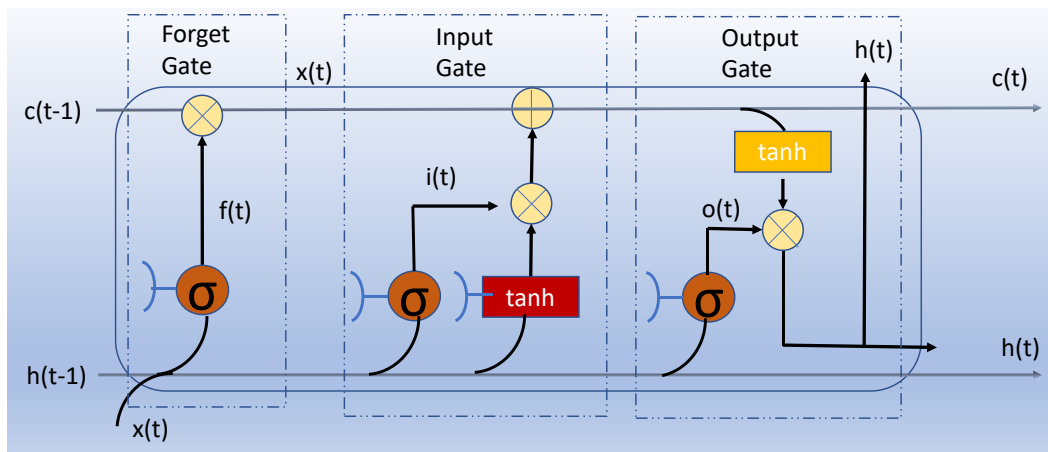 Forget
Gate
x(t)
Input
Gate
Output
Gate
h(t)
c(t)
c(t-1)
tanh
i(t)
f(t)
o(t)
σ
σ
tanh
σ
h(t-1)
h(t)
x(t)